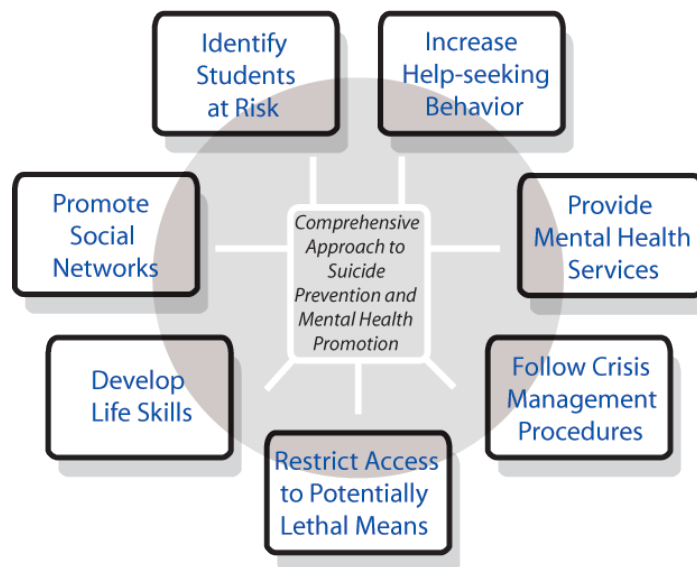 Identify
Students
at Risk
Increase
Help-seeking
Behavior
Promote
Social
Networks
Comprehensive
Approach to
Suicide
Prevention and
Mental Health
Promotion
Provide
Mental Health
Services
Develop
Life Skills
Follow Crisis
Management
Procedures
Restrict Access
to Potentially
Lethal Means